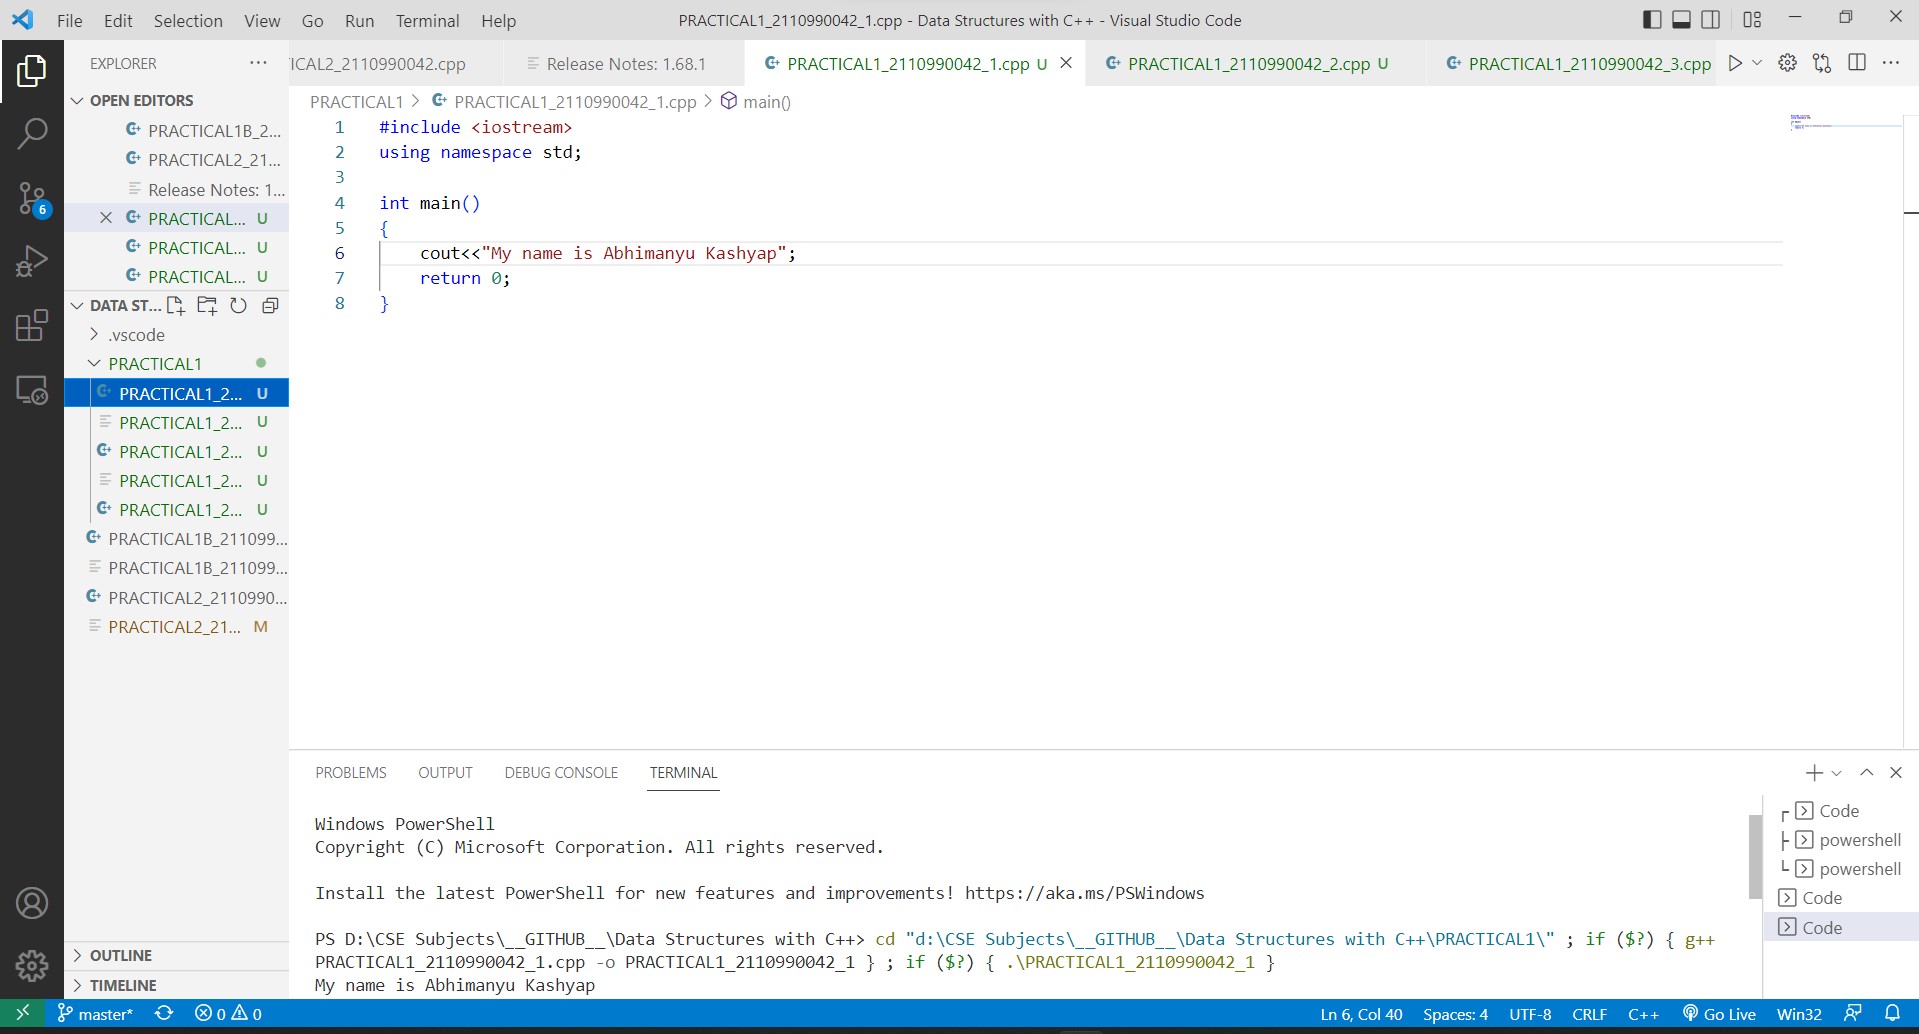 File Edit Selection View Go Run Terminal Help PRACTICAL1_2110990042_1.cpp - Data Structures with C++ - Visual Studio Code
EXPLORER
ICAL2_2110990042.cpp Release Notes: 1.68.1 PRACTICAL1_2110990042_1.cpp U PRACTICAL1_2110990042_2.cpp U PRACTICAL1_2110990042_3.cpp
OPEN EDITORS
PRACTICAL1B_2...
PRACTICAL2_21...
Release Notes: 1...
PRACTICAL... U
PRACTICAL... U
PRACTICAL... U
DATA ST...
.vscode
PRACTICAL1
PRACTICAL1_2... U
PRACTICAL1_2... U
PRACTICAL1_2... U
PRACTICAL1_2... U
PRACTICAL1_2... U
PRACTICAL1B_211099...
PRACTICAL1B_211099...
PRACTICAL2_2110990...
PRACTICAL2_21... M
OUTLINE
TIMELINE
6
PRACTICAL1 > PRACTICAL1_2110990042_1.cpp > main()
1 #include <iostream>
2 using namespace std;
3
4 int main()
5 {
6 cout<<"My name is Abhimanyu Kashyap";
7 return 0;
8 }
PROBLEMS OUTPUT DEBUG CONSOLE TERMINAL
Windows PowerShell
Copyright (C) Microsoft Corporation. All rights reserved.
Install the latest PowerShell for new features and improvements! https://aka.ms/PSWindows
PS D:\CSE Subjects\__GITHUB__\Data Structures with C++> cd "d:\CSE Subjects\__GITHUB__\Data Structures with C++\PRACTICAL1\" ; if ($?) { g++
PRACTICAL1_2110990042_1.cpp -o PRACTICAL1_2110990042_1 } ; if ($?) { .\PRACTICAL1_2110990042_1 }
My name is Abhimanyu Kashyap
Code
powershell
powershell
Code
Code
master* 0 0 Ln 6, Col 40 Spaces: 4 UTF-8 CRLF C++ Go Live Win32